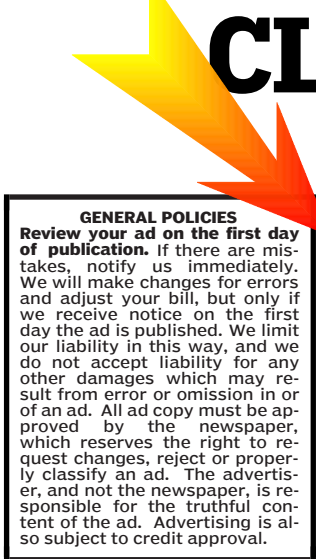 CL
GENERAL POLICIES
Review your ad on the first day
of publication. If there are mis-
takes, notify us immediately.
We will make changes for errors
and adjust your bill, but only if
we receive notice on the first
day the ad is published. We limit
our liability in this way, and we
do not accept liability for any
other damages which may re-
sult from error or omission in or
of an ad. All ad copy must be ap-
proved by the newspaper,
which reserves the right to re-
quest changes, reject or proper-
ly classify an ad. The advertis-
er, and not the newspaper, is re-
sponsible for the truthful con-
tent of the ad. Advertising is al-
so subject to credit approval.